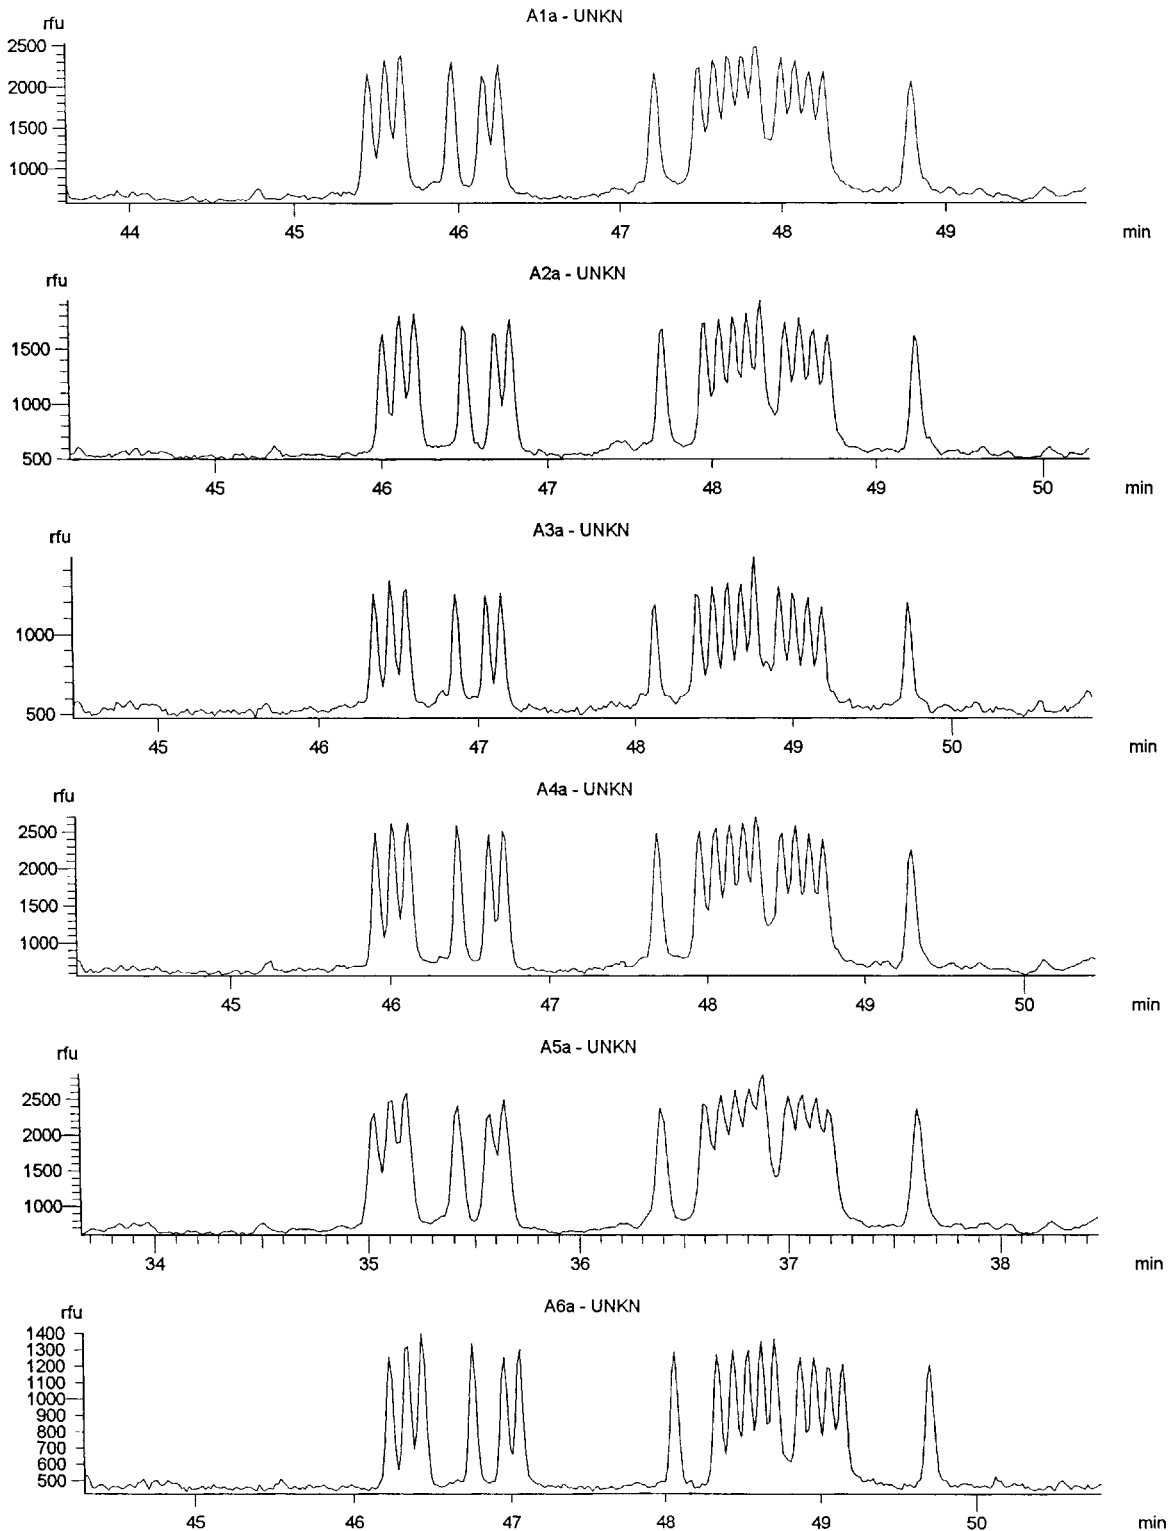 A1a - UNKN
rfu
2500
2000
1500
1000
44 45 46 47 48 49 min
A2a - UNKN
rfu
1500
1000
500
45 46 47 48 49 50 min
A3a - UNKN
rfu
1000
500
45 46 47 48 49 50 min
A4a - UNKN
rfu
2500
2000
1500
1000
45 46 47 48 49 50 min
A5a - UNKN
rfu
2500
2000
1500
1000
34 35 36 37 38 min
A6a - UNKN
rfu
1400
1300
1200
1100
1000
900
800
700
600
500
45 46 47 48 49 50 min